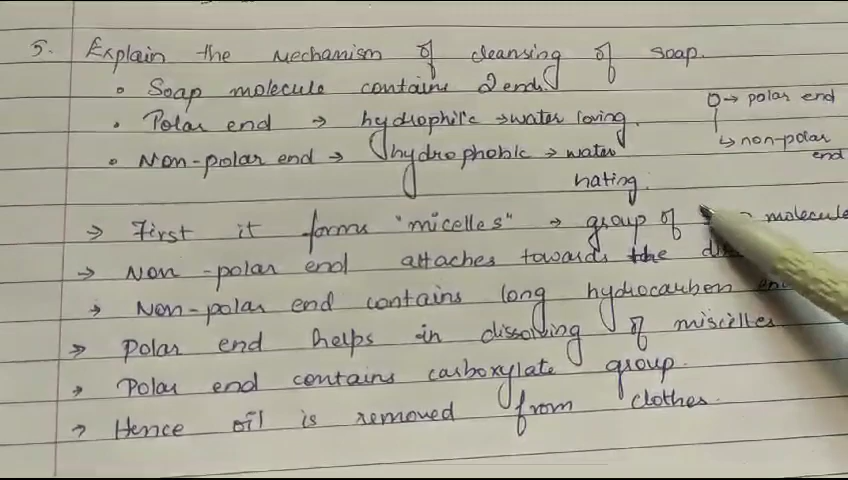 5. Explain the mechanism of cleansing of soap.
• Soap molecule contains 2 ends.
• Polar end → hydrophilic → water loving.
• Non-polar end → hydrophobic → water
hating.
→ polar end
↳ non-polar
end
→ First it forms "micelles" → group of molecule
→ Non-polar end attaches towards the
→ Non-polar end contains long hydrocarbon
→ Polar end helps in dissolving of miscelles
→ Polar end contains carboxylate group.
→ Hence oil is removed from clothes.